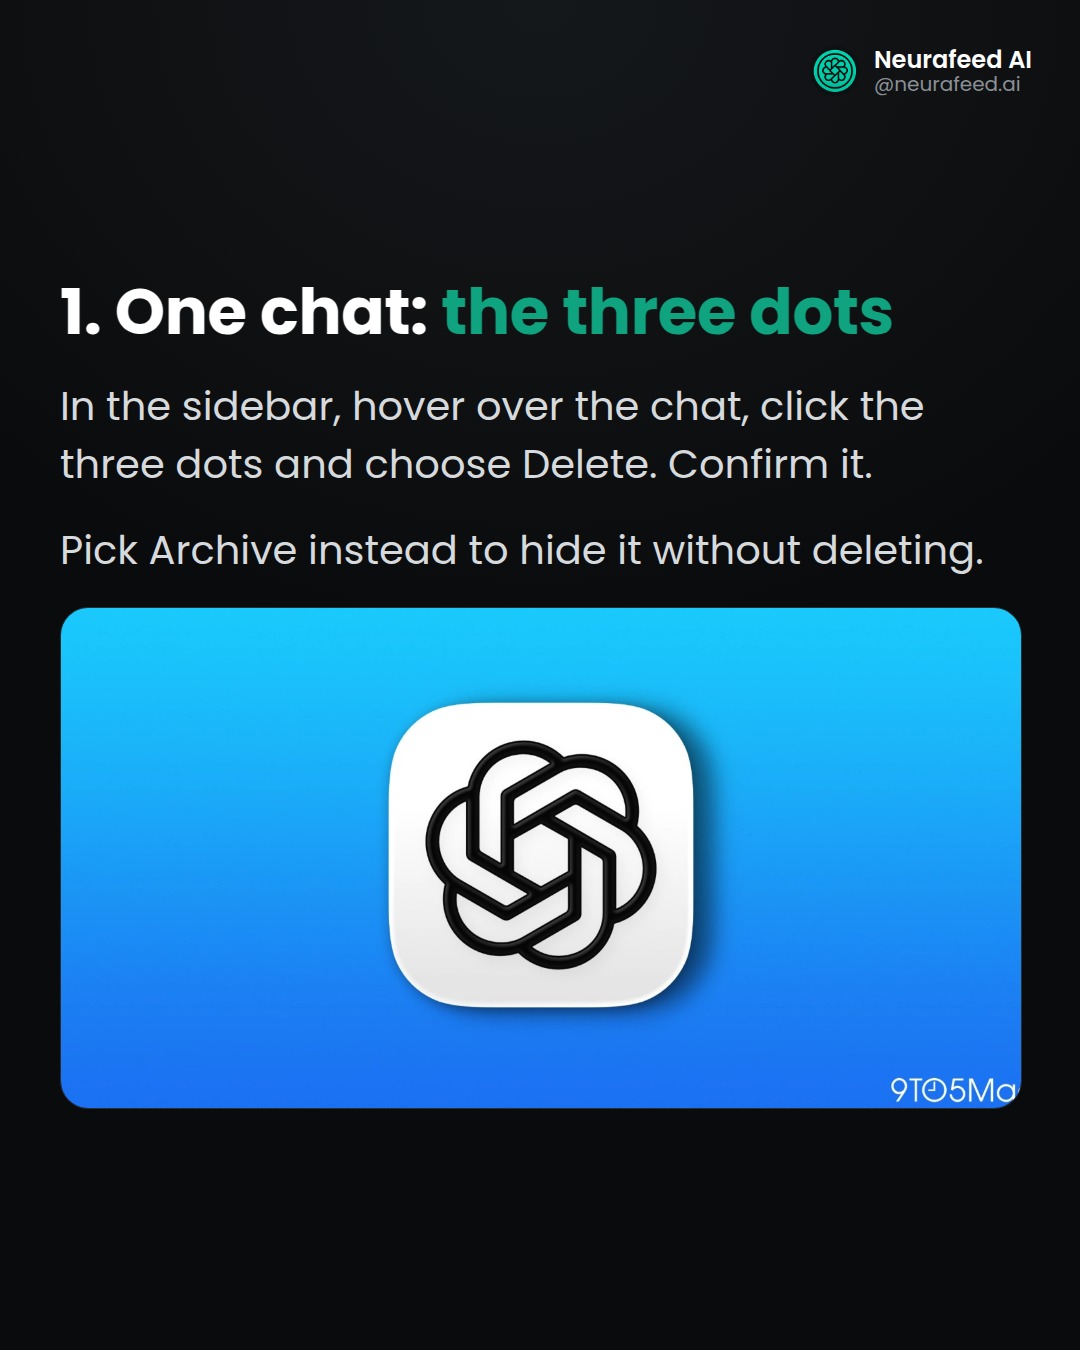 Neurafeed AI
@neurafeed.ai
1. One chat: the three dots
In the sidebar, hover over the chat, click the
three dots and choose Delete. Confirm it.
Pick Archive instead to hide it without deleting.
9TO5Ma